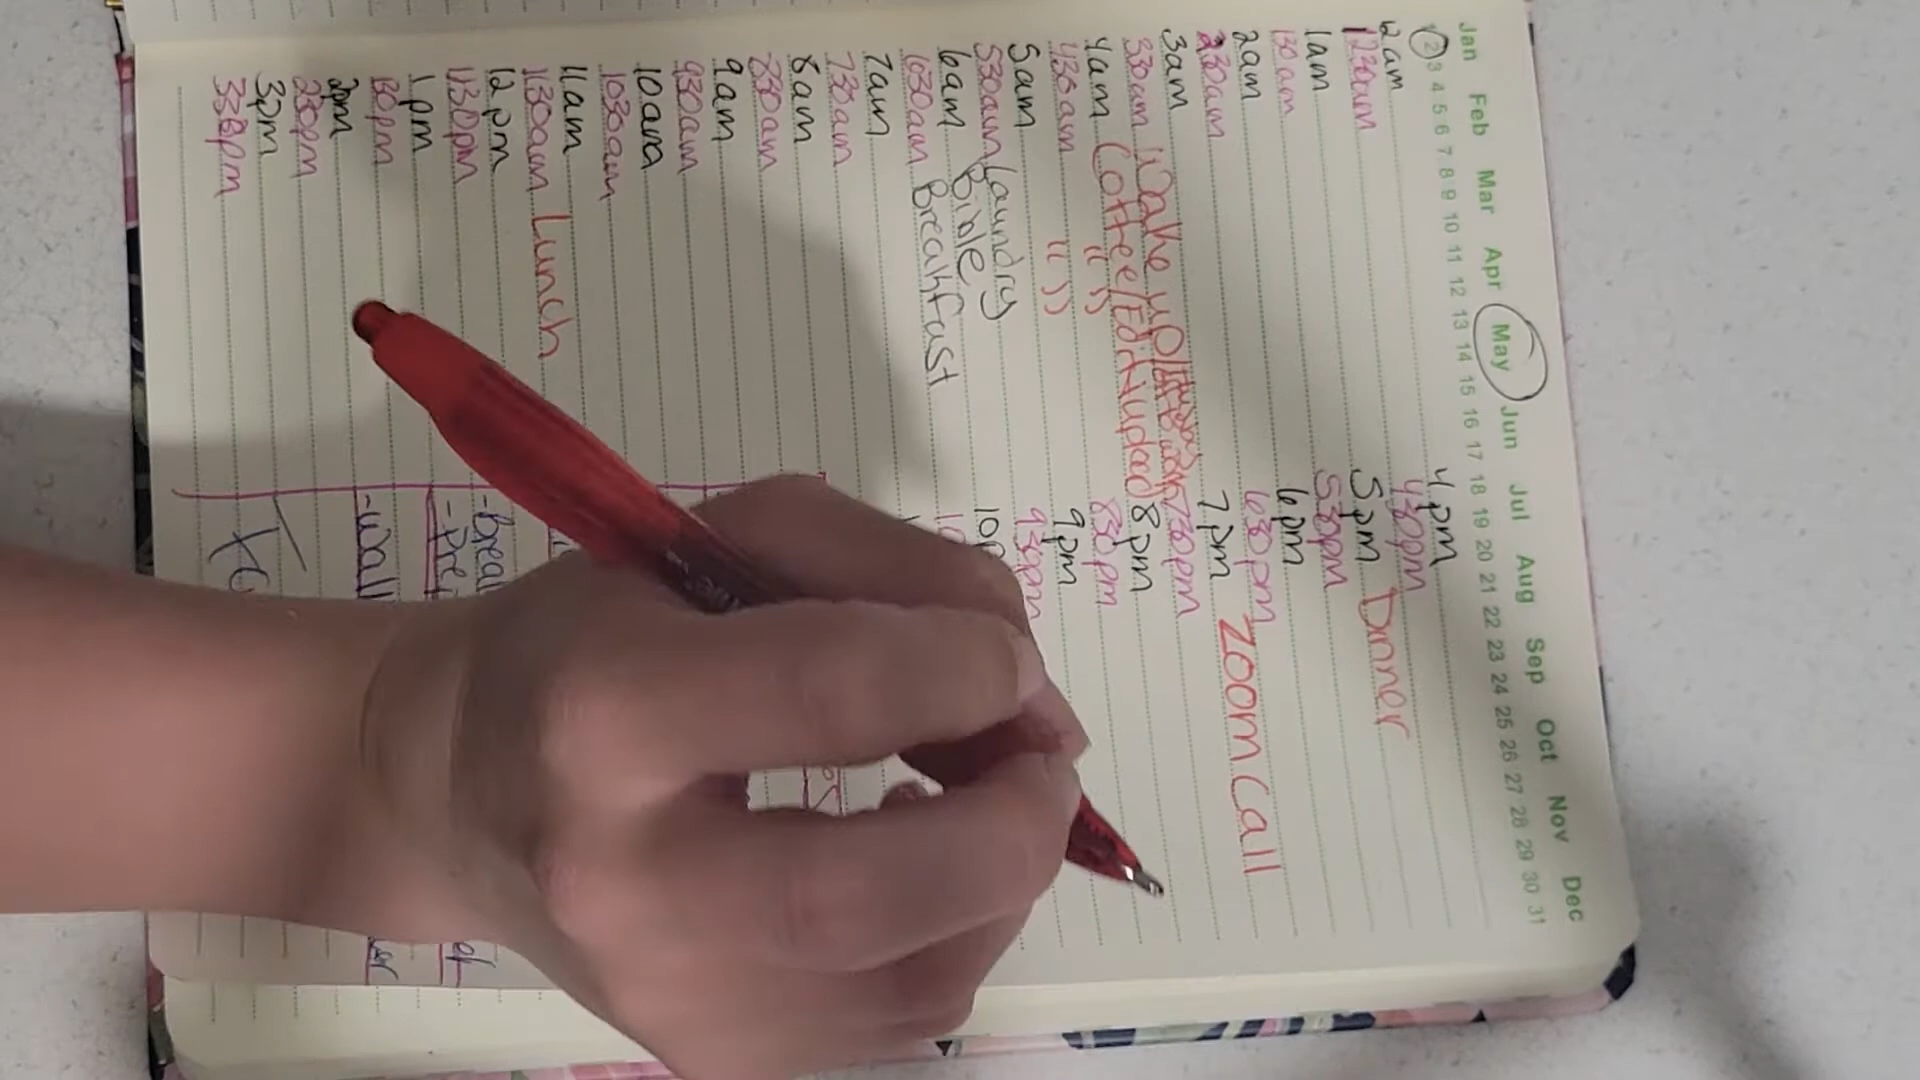 Jan Feb Mar Apr May Jun Jul Aug Sep Oct Nov Dec
1 2 3 4 5 6 7 8 9 10 11 12 13 14 15 16 17 18 19 20 21 22 23 24 25 26 27 28 29 30 31
12am
1230am
1am
130am
2am
230am
3am
330am Wake up
4am Coffee/Edit/upload
430am " "
5am " "
530am Laundry
6am Bible
630am Breakfast
7am
730am
8am
830am
9am
930am
10am
1030am
11am
1130am Lunch
12pm
1130pm
1pm
130pm
2pm
230pm
3pm
330pm
4pm
430pm
5pm Dinner
530pm
6pm
630pm
7pm Zoom Call
730pm
8pm
830pm
9pm
930pm